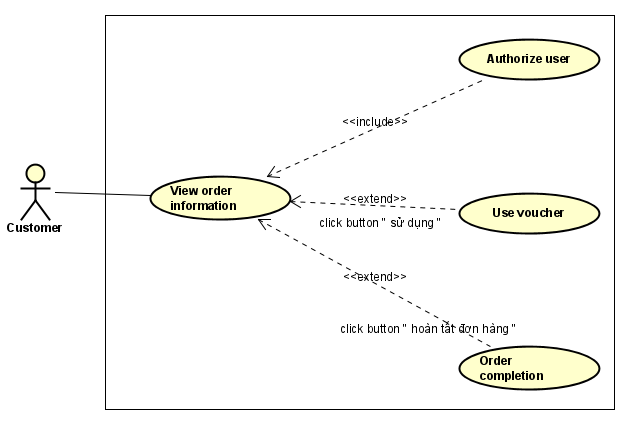 Authorize user
<<include>>
View order
information
Customer
<<extend>>
Use voucher
click button " sử dụng "
<<extend>>
click button " hoàn tất đơn hàng "
Order
completion